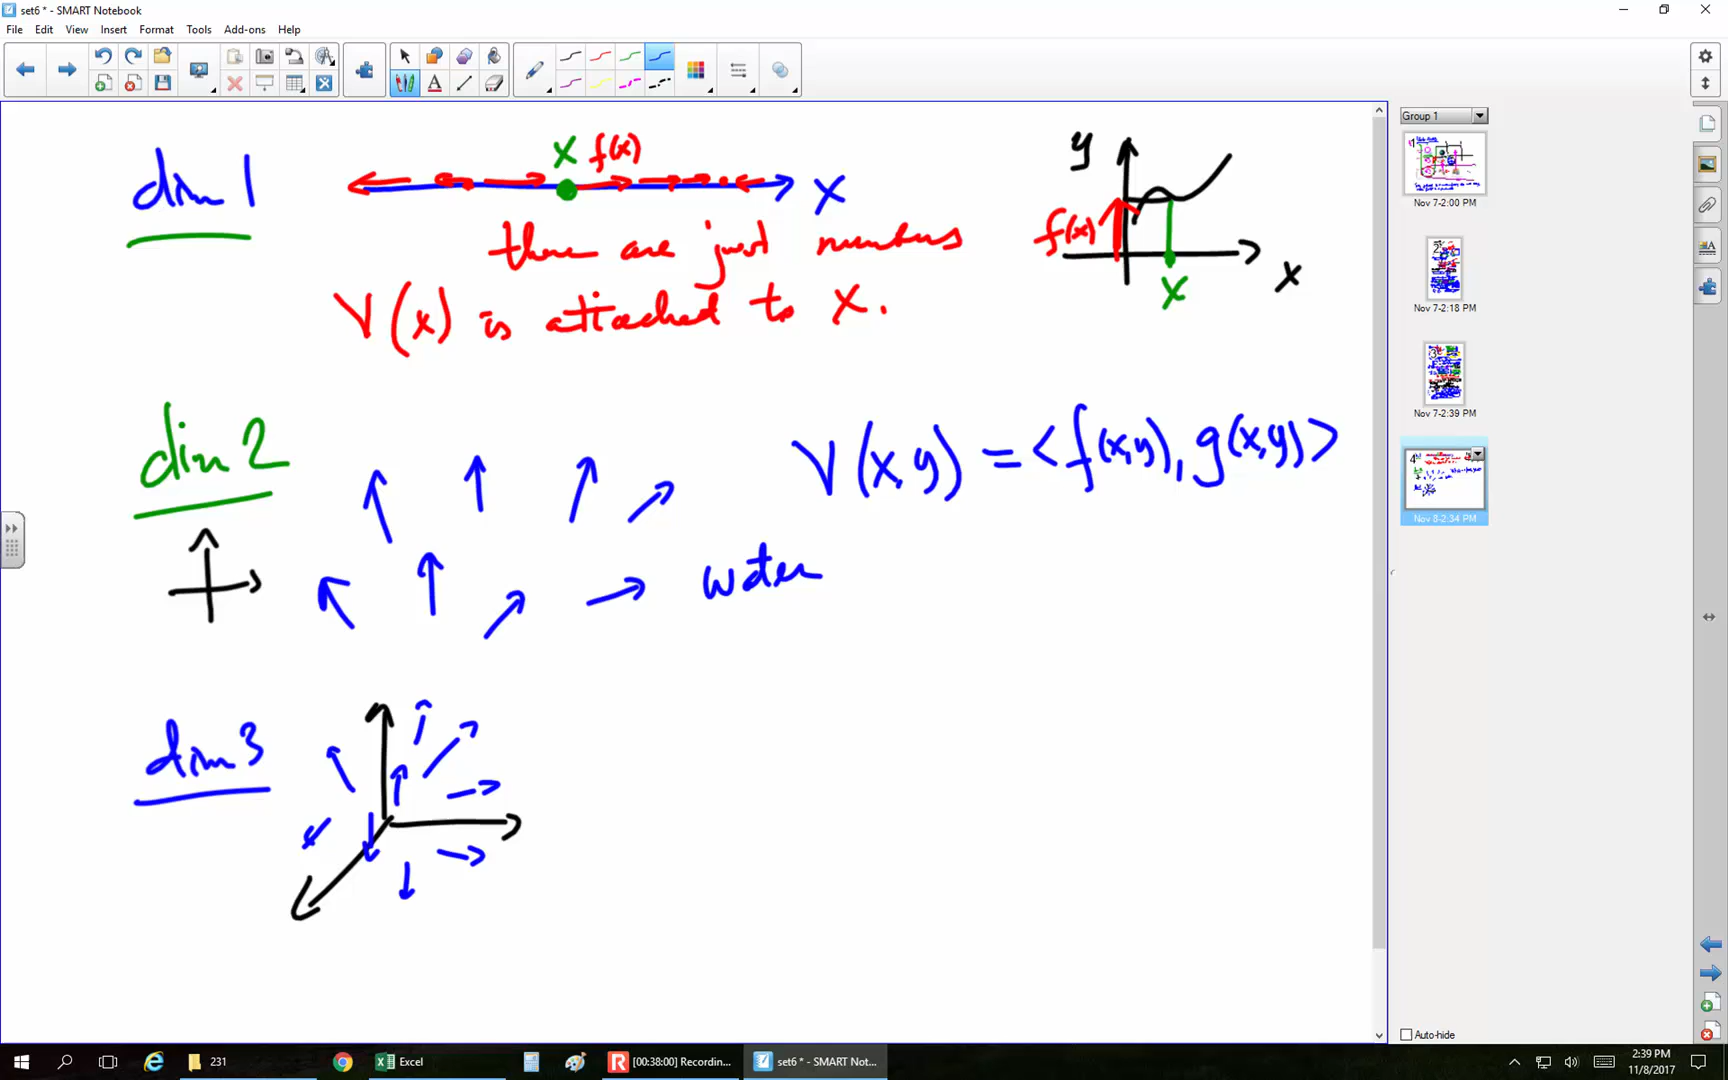 set6 * - SMART Notebook
File Edit View Insert Format Tools Add-ons Help
Group 1
dim 1
x f(x)
x
there are just numbers
V(x) is attached to x.
y
f(x)
x
x
dim 2
V(x,y) = <f(x,y), g(x,y)>
water
dim 3
Nov 7-2:00 PM
Nov 7-2:18 PM
Nov 7-2:39 PM
Nov 8-2:34 PM
Auto-hide
231
Excel
[00:38:00] Recordin...
set6 * - SMART Not...
2:39 PM
11/8/2017